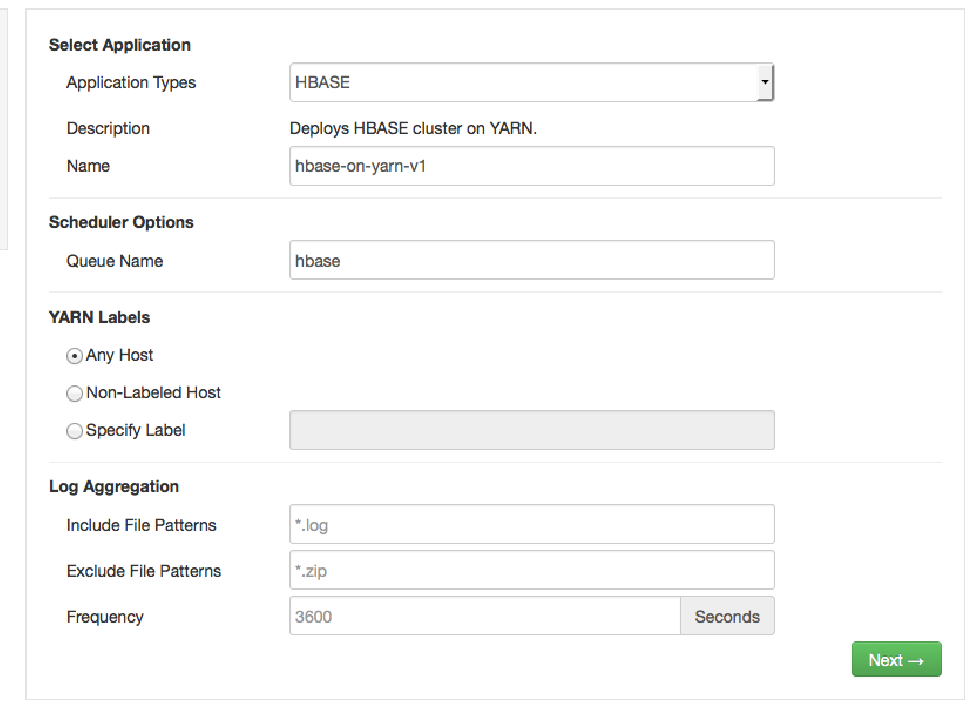 Select Application
Application Types HBASE
Description Deploys HBASE cluster on YARN.
Name hbase-on-yarn-v1
Scheduler Options
Queue Name hbase
YARN Labels
Any Host
Non-Labeled Host
Specify Label
Log Aggregation
Include File Patterns *.log
Exclude File Patterns *.zip
Frequency 3600 Seconds
Next →